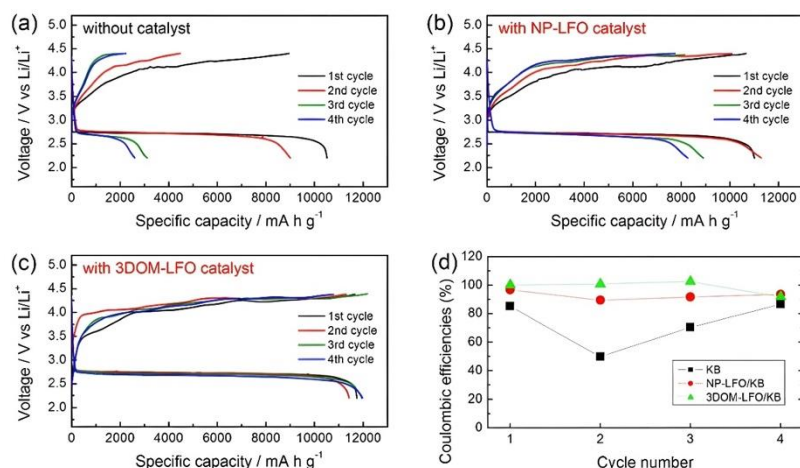 (a)
without catalyst
5.0
4.5
4.0
3.5
3.0
2.5
2.0
Voltage / V vs Li/Li⁺
1st cycle
2nd cycle
3rd cycle
4th cycle
0 2000 4000 6000 8000 10000 12000
Specific capacity / mA h g⁻¹
(b)
with NP-LFO catalyst
5.0
4.5
4.0
3.5
3.0
2.5
2.0
Voltage / V vs Li/Li⁺
1st cycle
2nd cycle
3rd cycle
4th cycle
0 2000 4000 6000 8000 10000 12000
Specific capacity / mA h g⁻¹
(c)
with 3DOM-LFO catalyst
5.0
4.5
4.0
3.5
3.0
2.5
2.0
Voltage / V vs Li/Li⁺
1st cycle
2nd cycle
3rd cycle
4th cycle
0 2000 4000 6000 8000 10000 12000
Specific capacity / mA h g⁻¹
(d)
120
100
80
60
40
20
0
Coulombic efficiencies (%)
KB
NP-LFO/KB
3DOM-LFO/KB
1 2 3 4
Cycle number